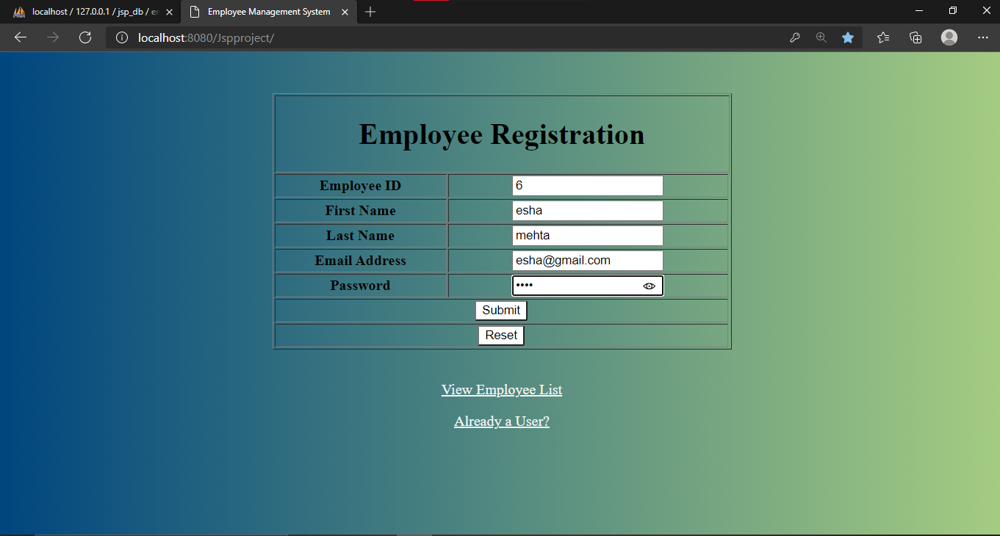 localhost / 127.0.0.1 / jsp_db /
Employee Management System
localhost:8080/Jspproject/
Employee Registration
Employee ID 6
First Name esha
Last Name mehta
Email Address esha@gmail.com
Password ••••
Submit
Reset
View Employee List
Already a User?